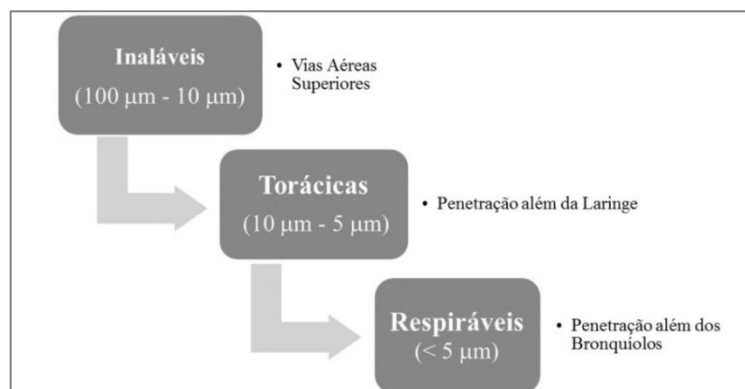 Inaláveis
(100 μm - 10 μm)
• Vias Aéreas
Superiores
Torácicas
(10 μm - 5 μm)
• Penetração além da Laringe
Respiráveis
(< 5 μm)
• Penetração além dos
Bronquíolos